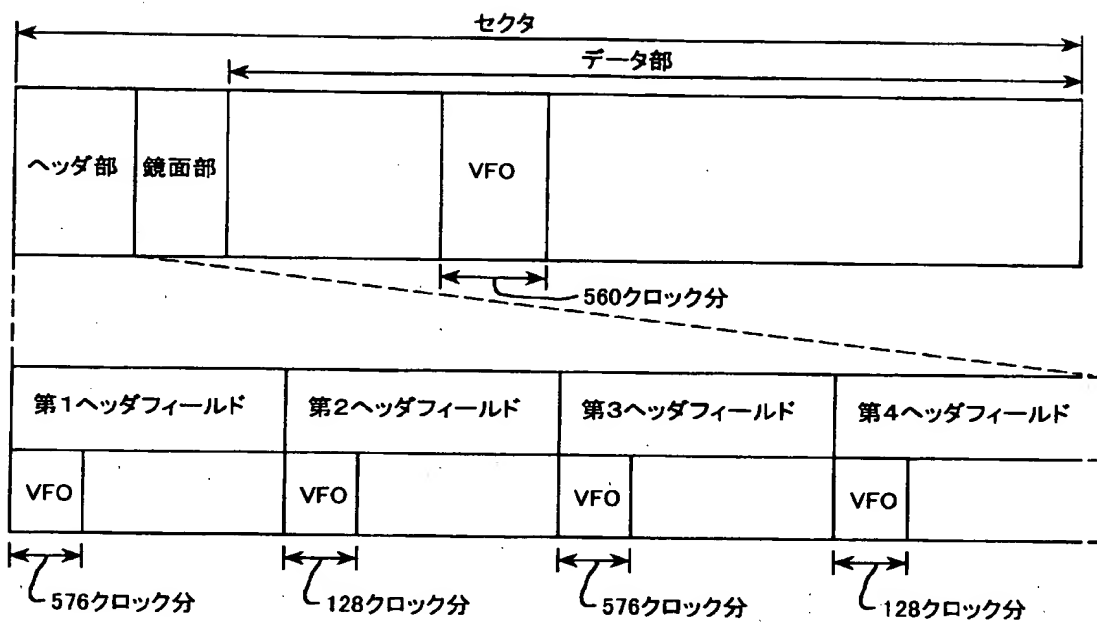 セクタ
データ部
ヘッダ部
鏡面部
VFO
560クロック分
第1ヘッダフィールド
第2ヘッダフィールド
第3ヘッダフィールド
第4ヘッダフィールド
VFO
VFO
VFO
VFO
576クロック分
128クロック分
576クロック分
128クロック分